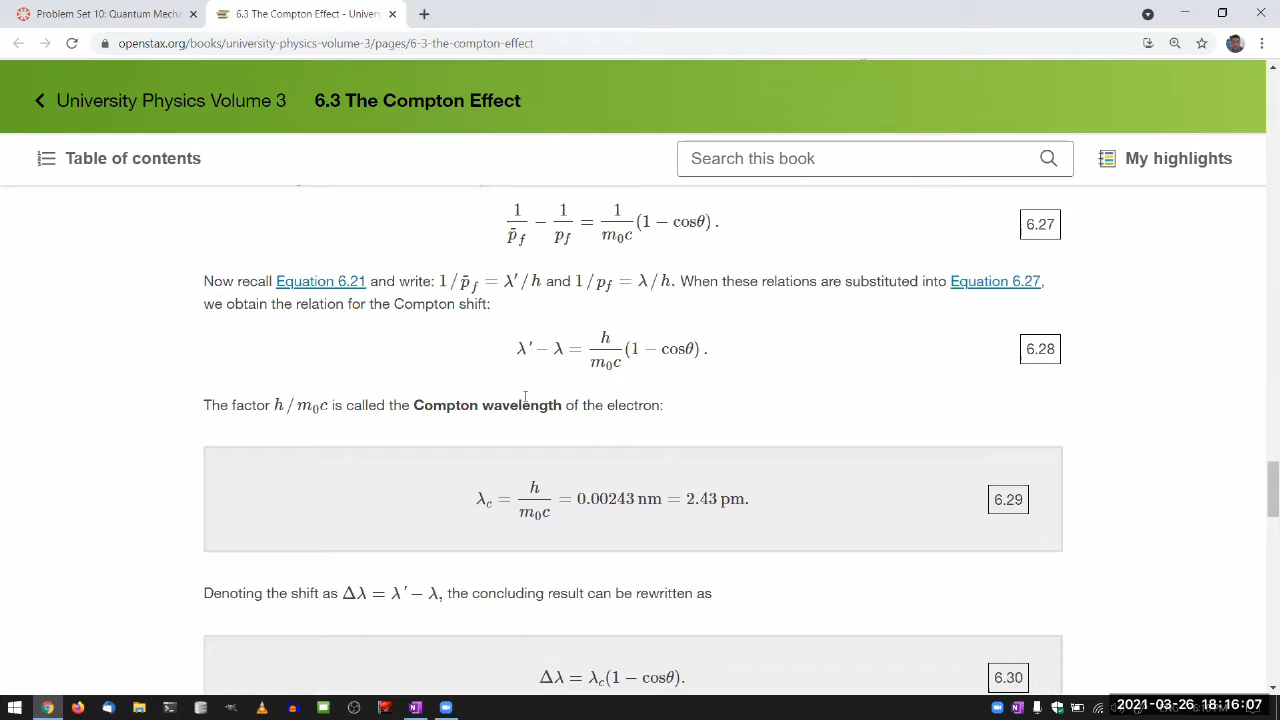 Problem Set 10: Quantum Mecha
6.3 The Compton Effect - Univers
openstax.org/books/university-physics-volume-3/pages/6-3-the-compton-effect
University Physics Volume 3 6.3 The Compton Effect
Table of contents
Search this book
My highlights
1/p̃_f − 1/p_f = 1/m₀c (1 − cosθ). 6.27
Now recall Equation 6.21 and write: 1/p̃_f = λ′/h and 1/p_f = λ/h. When these relations are substituted into Equation 6.27,
we obtain the relation for the Compton shift:
λ′ − λ = h/m₀c (1 − cosθ). 6.28
The factor h/m₀c is called the Compton wavelength of the electron:
λ_c = h/m₀c = 0.00243 nm = 2.43 pm. 6.29
Denoting the shift as Δλ = λ′ − λ, the concluding result can be rewritten as
Δλ = λ_c(1 − cosθ). 6.30
2021-03-26 18:16:07